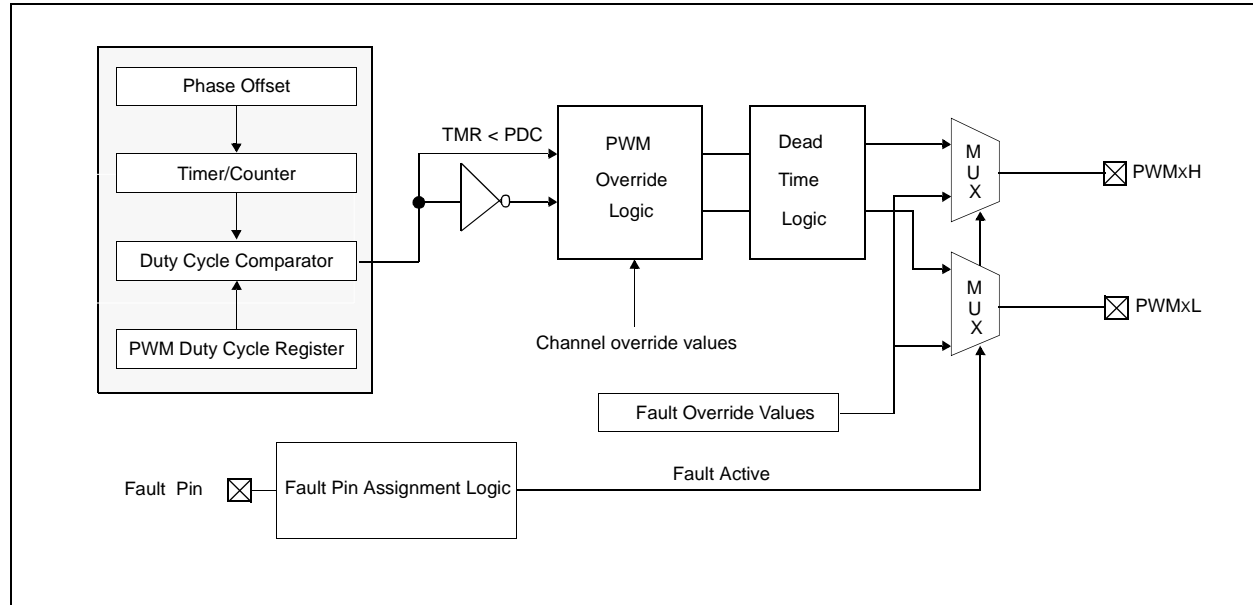 Phase Offset
Timer/Counter
Duty Cycle Comparator
PWM Duty Cycle Register
TMR < PDC
PWM
Override
Logic
Channel override values
Dead
Time
Logic
M
U
X
PWMxH
M
U
X
PWMxL
Fault Override Values
Fault Pin
Fault Pin Assignment Logic
Fault Active